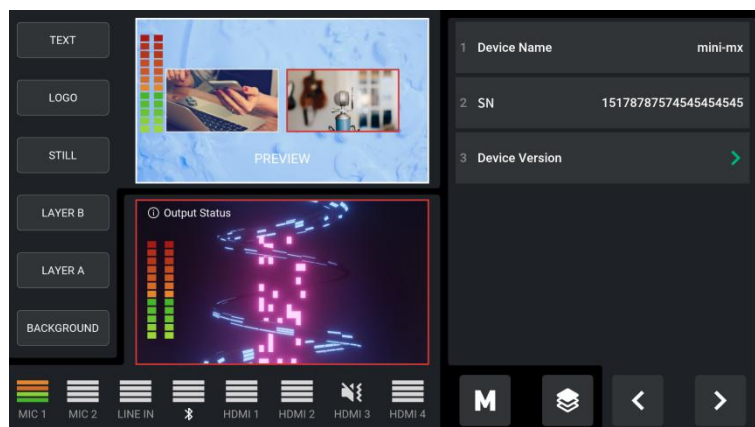 TEXT
LOGO
STILL
LAYER B
LAYER A
BACKGROUND
PREVIEW
Output Status
1 Device Name mini-mx
2 SN 15178787574545454545
3 Device Version
MIC 1 MIC 2 LINE IN HDMI 1 HDMI 2 HDMI 3 HDMI 4
M